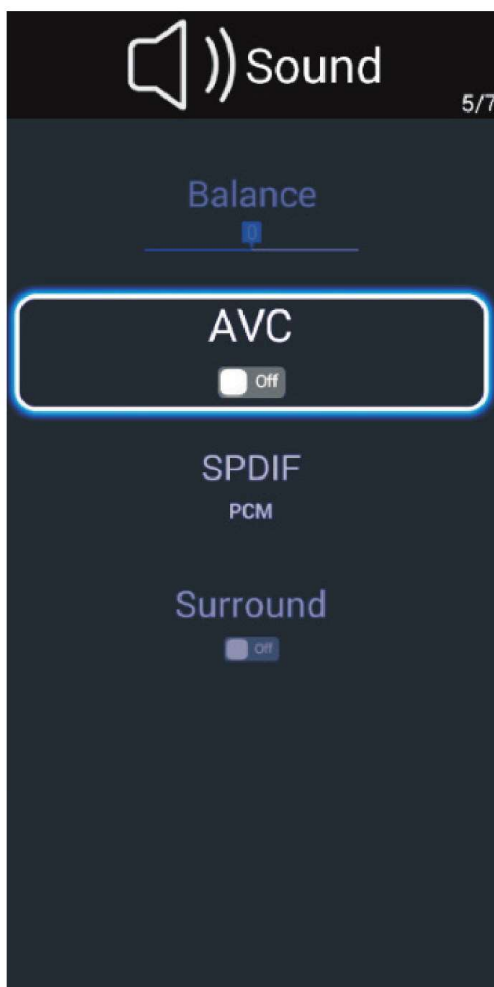 Sound
5/7
Balance
0
AVC
Off
SPDIF
PCM
Surround
Off